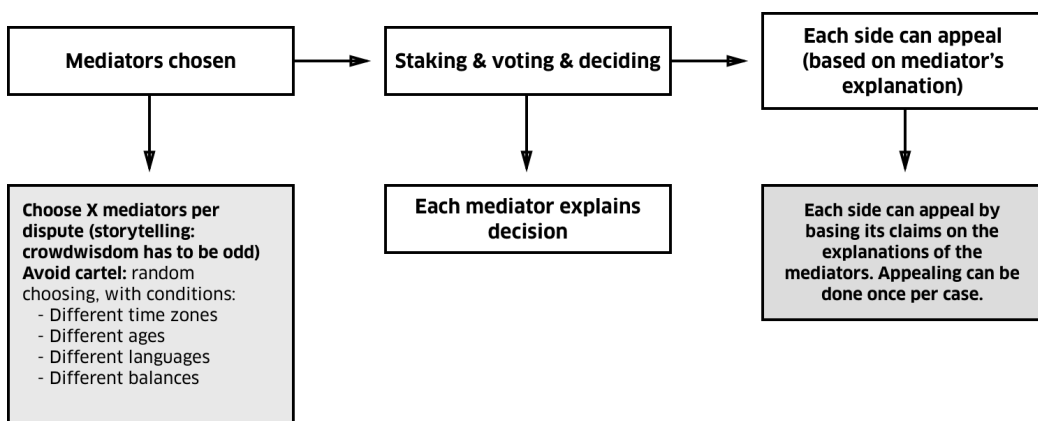 Mediators chosen
Staking & voting & deciding
Each side can appeal
(based on mediator's
explanation)
Choose X mediators per
dispute (storytelling:
crowdwisdom has to be odd)
Avoid cartel: random
choosing, with conditions:
- Different time zones
- Different ages
- Different languages
- Different balances
Each mediator explains
decision
Each side can appeal by
basing its claims on the
explanations of the
mediators. Appealing can be
done once per case.